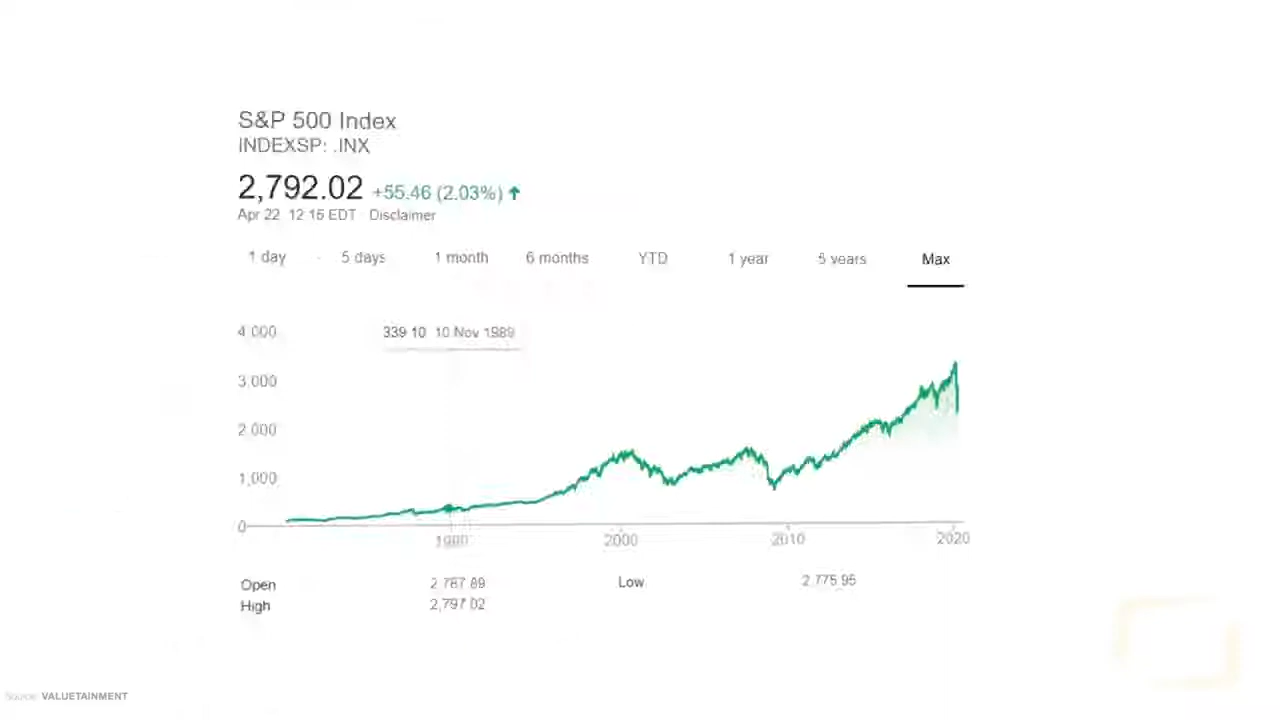 S&P 500 Index
INDEXSP: .INX
2,792.02 +55.46 (2.03%) ↑
Apr 22 12 15 EDT Disclaimer
1 day 5 days 1 month 6 months YTD 1 year 5 years Max
4 000
339 10 10 Nov 1989
3,000
2 000
1,000
0
1990 2000 2010 2020
Open 2 787 89 Low 2,775 95
High 2,797 02
Source: VALUETAINMENT